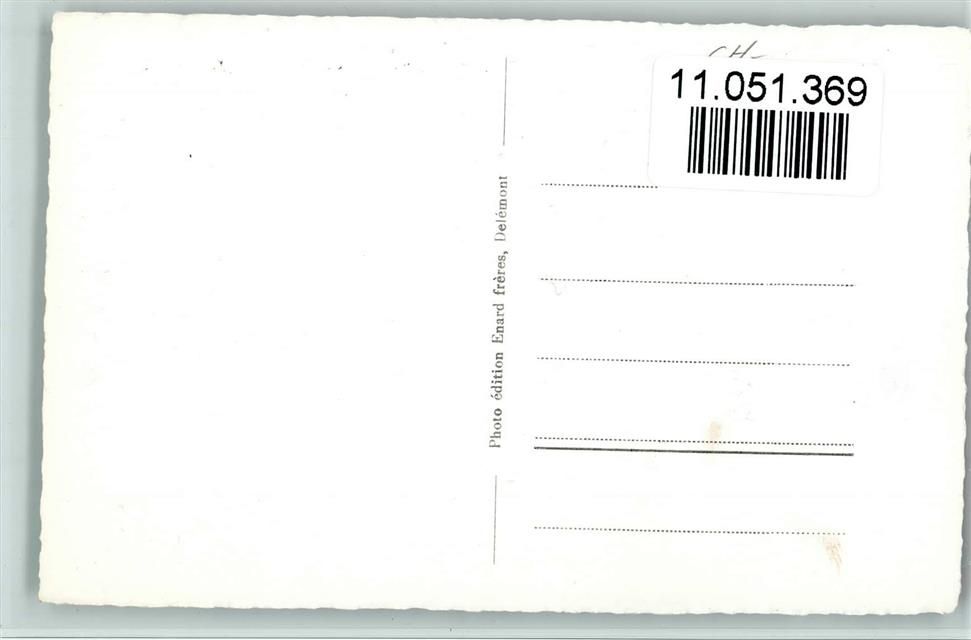 CH-
11.051.369
Photo édition Enard frères, Delémont